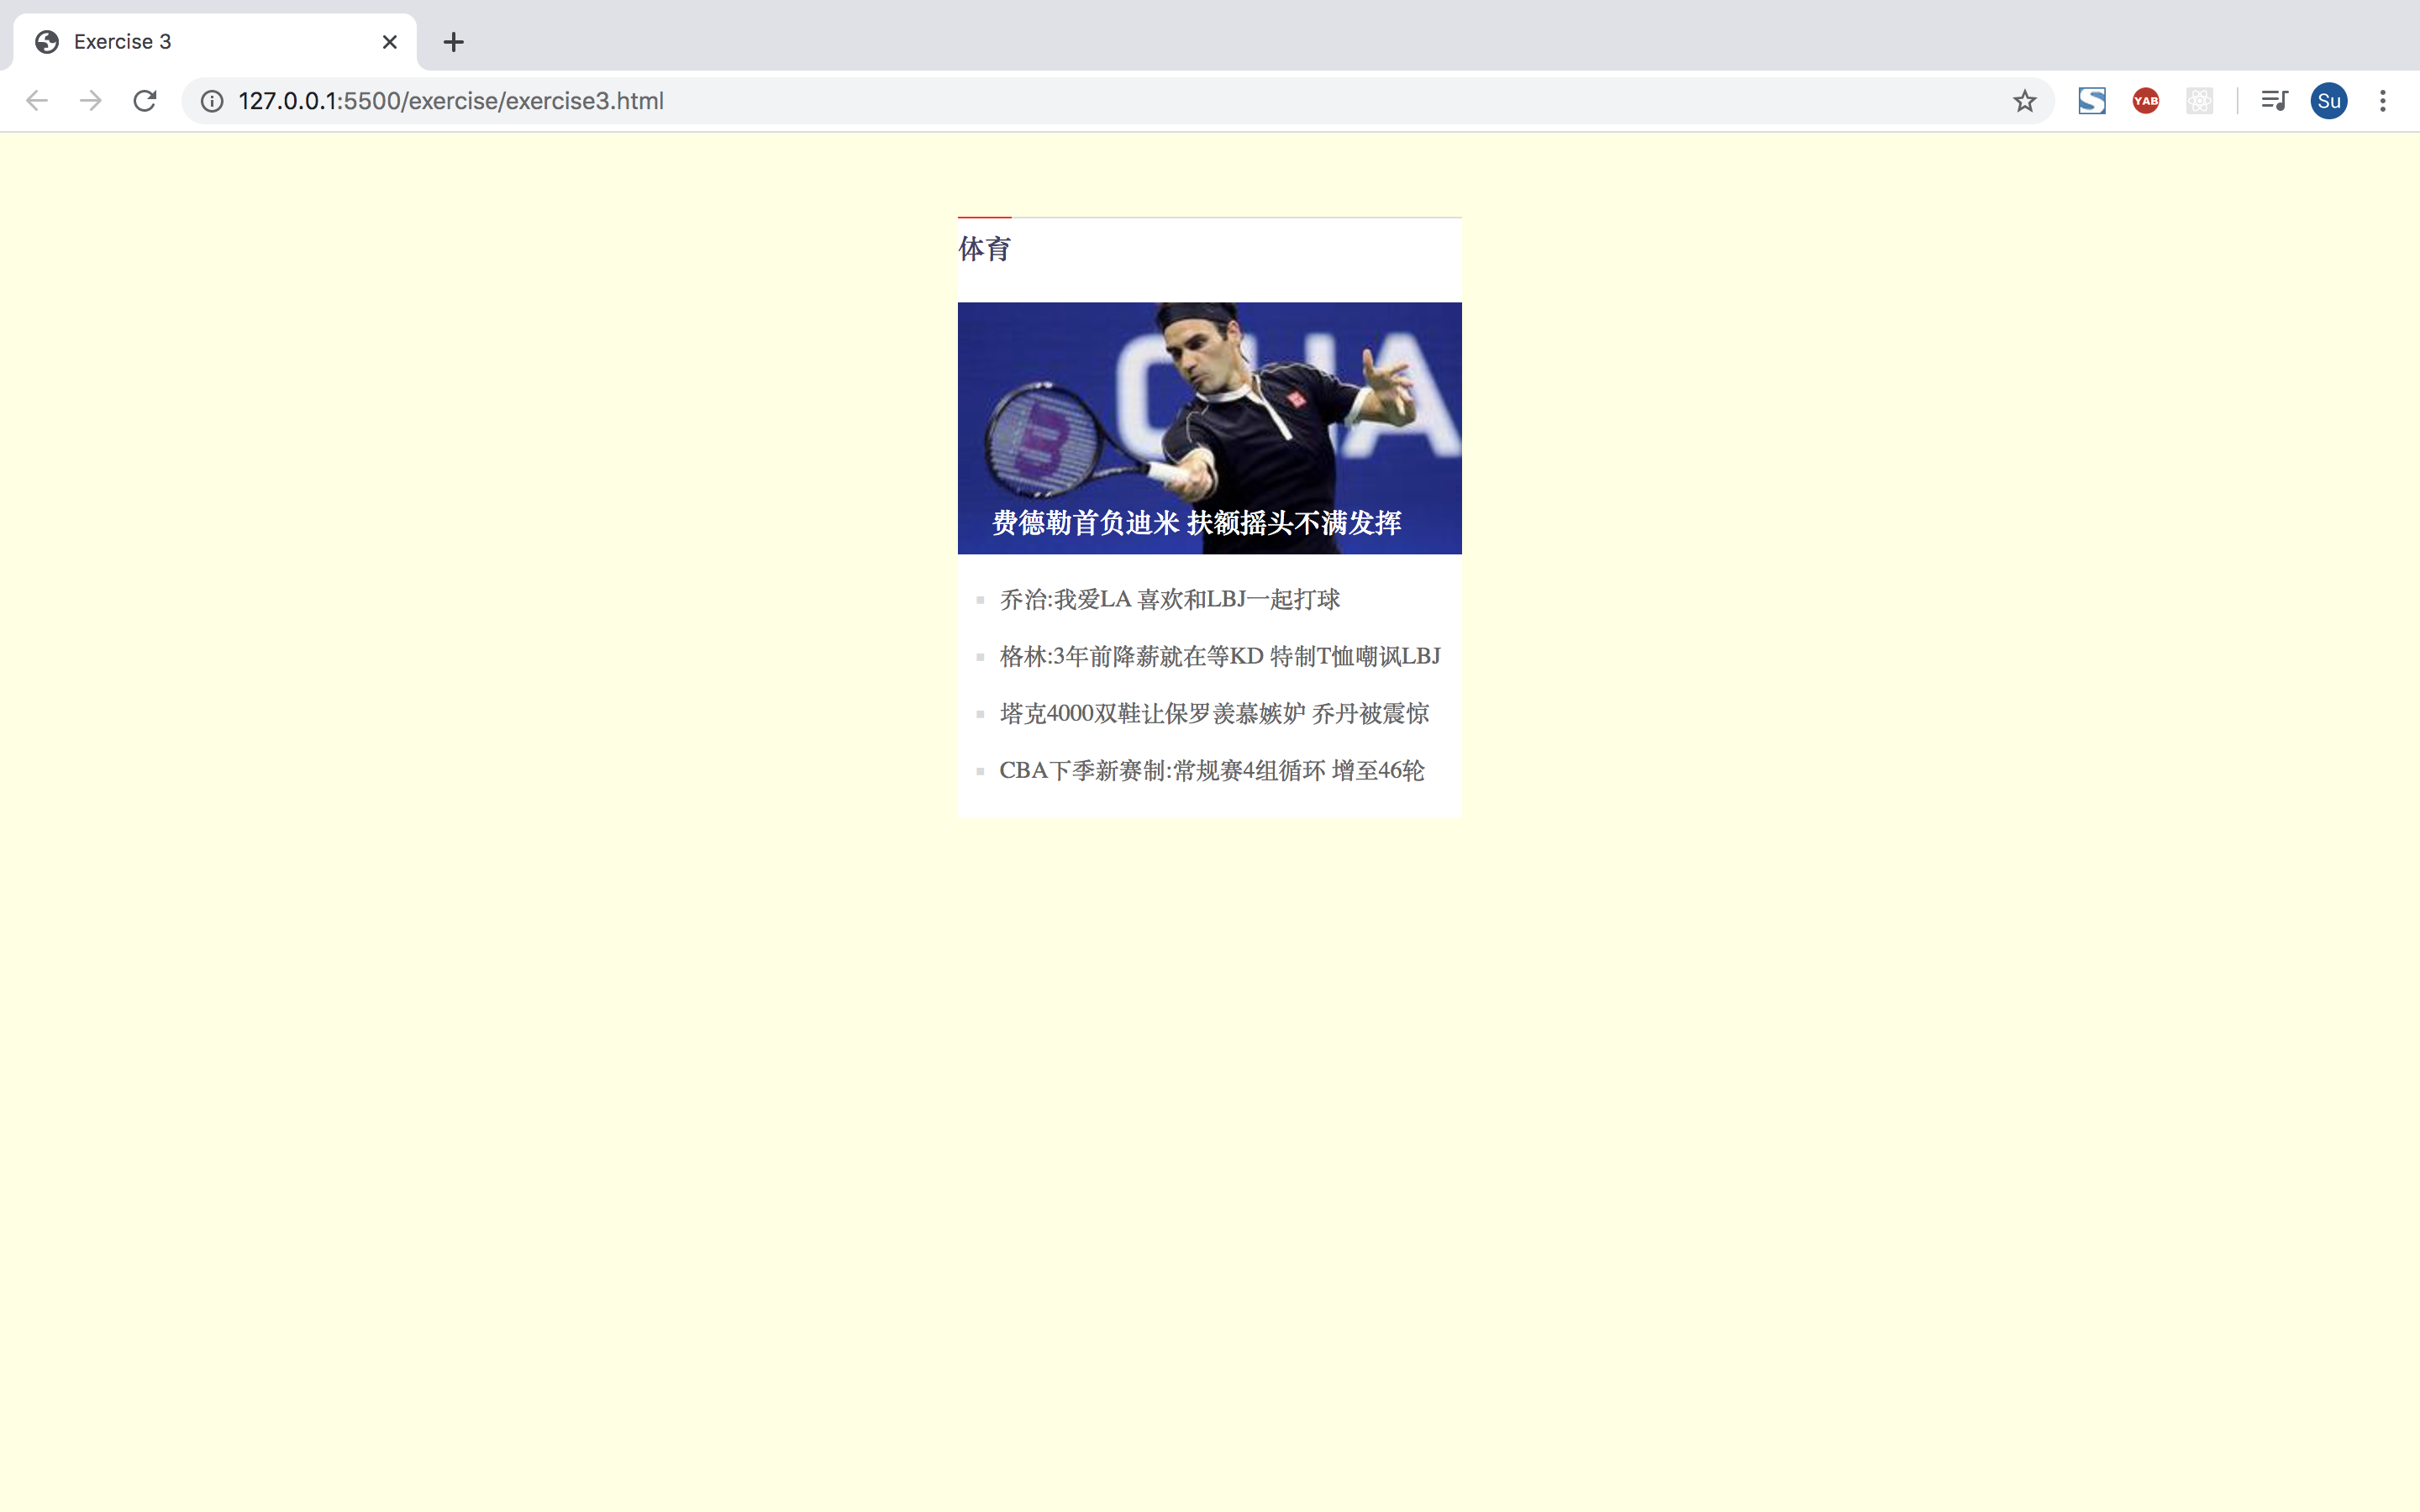 Exercise 3
127.0.0.1:5500/exercise/exercise3.html
YAB
Su
体育
费德勒首负迪米 扶额摇头不满发挥
乔治:我爱LA 喜欢和LBJ一起打球
格林:3年前降薪就在等KD 特制T恤嘲讽LBJ
塔克4000双鞋让保罗羡慕嫉妒 乔丹被震惊
CBA下季新赛制:常规赛4组循环 增至46轮